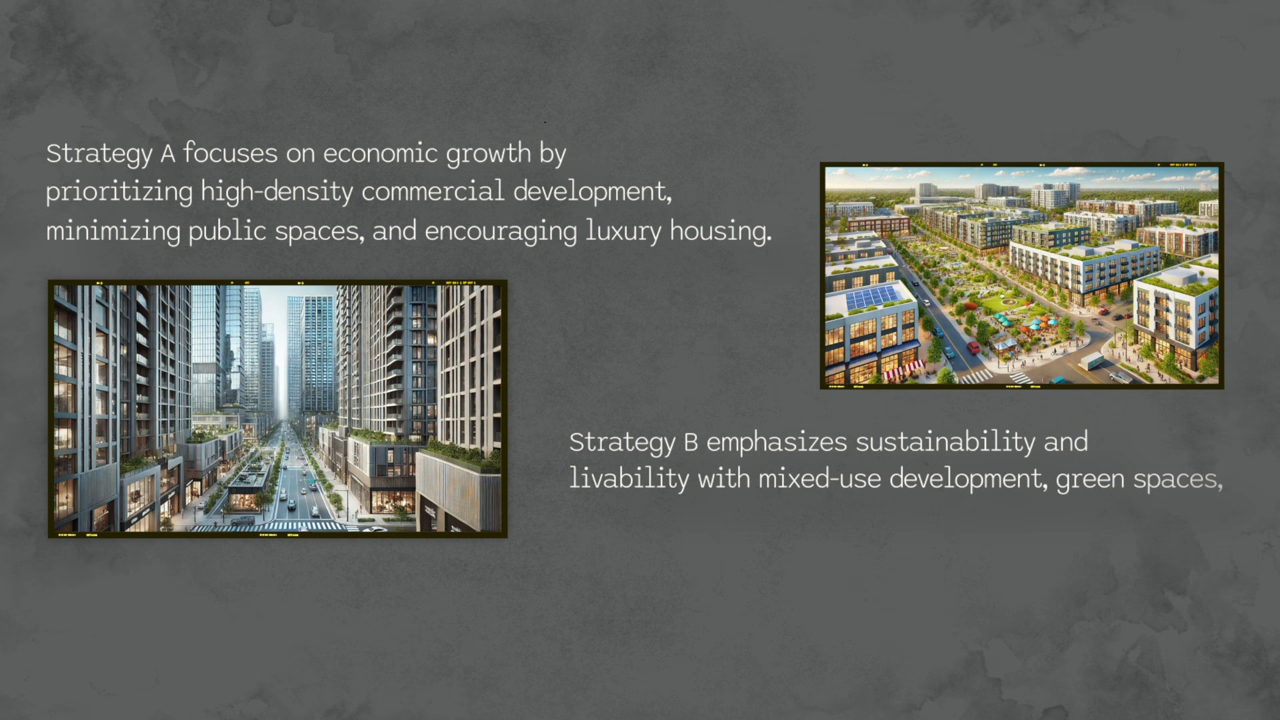 Strategy A focuses on economic growth by
prioritizing high-density commercial development,
minimizing public spaces, and encouraging luxury housing.
Strategy B emphasizes sustainability and
livability with mixed-use development, green spaces,